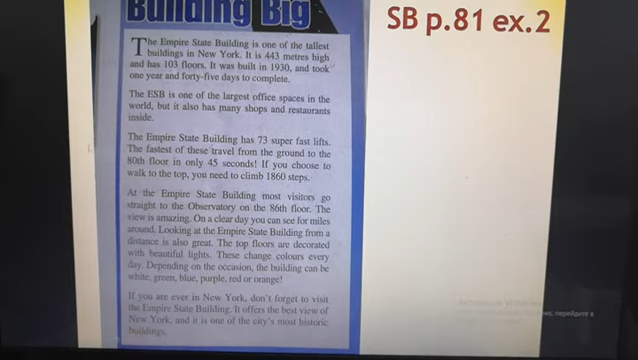 Building Big
SB p.81 ex.2
The Empire State Building is one of the tallest
buildings in New York. It is 443 metres high
and has 103 floors. It was built in 1930, and took
one year and forty-five days to complete.
The ESB is one of the largest office spaces in the
world, but it also has many shops and restaurants
inside.
The Empire State Building has 73 super fast lifts.
The fastest of these travel from the ground to the
80th floor in only 45 seconds! If you choose to
walk to the top, you need to climb 1860 steps.
At the Empire State Building most visitors go
straight to the Observatory on the 86th floor. The
view is amazing. On a clear day you can see for miles
around. Looking at the Empire State Building from a
distance is also great. The top floors are decorated
with beautiful lights. These change colours every
day. Depending on the occasion, the building can be
white, green, blue, purple, red or orange!
If you are ever in New York, don't forget to visit
the Empire State Building. It offers the best view of
New York, and it is one of the city's most historic
buildings.
перейдите в